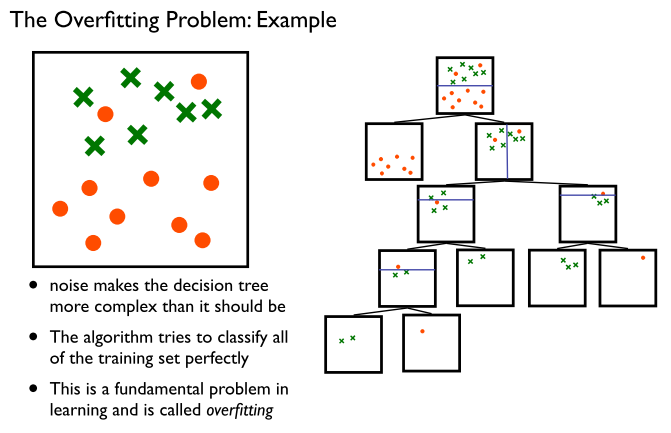 The Overfitting Problem: Example
• noise makes the decision tree
more complex than it should be
• The algorithm tries to classify all
of the training set perfectly
• This is a fundamental problem in
learning and is called overfitting